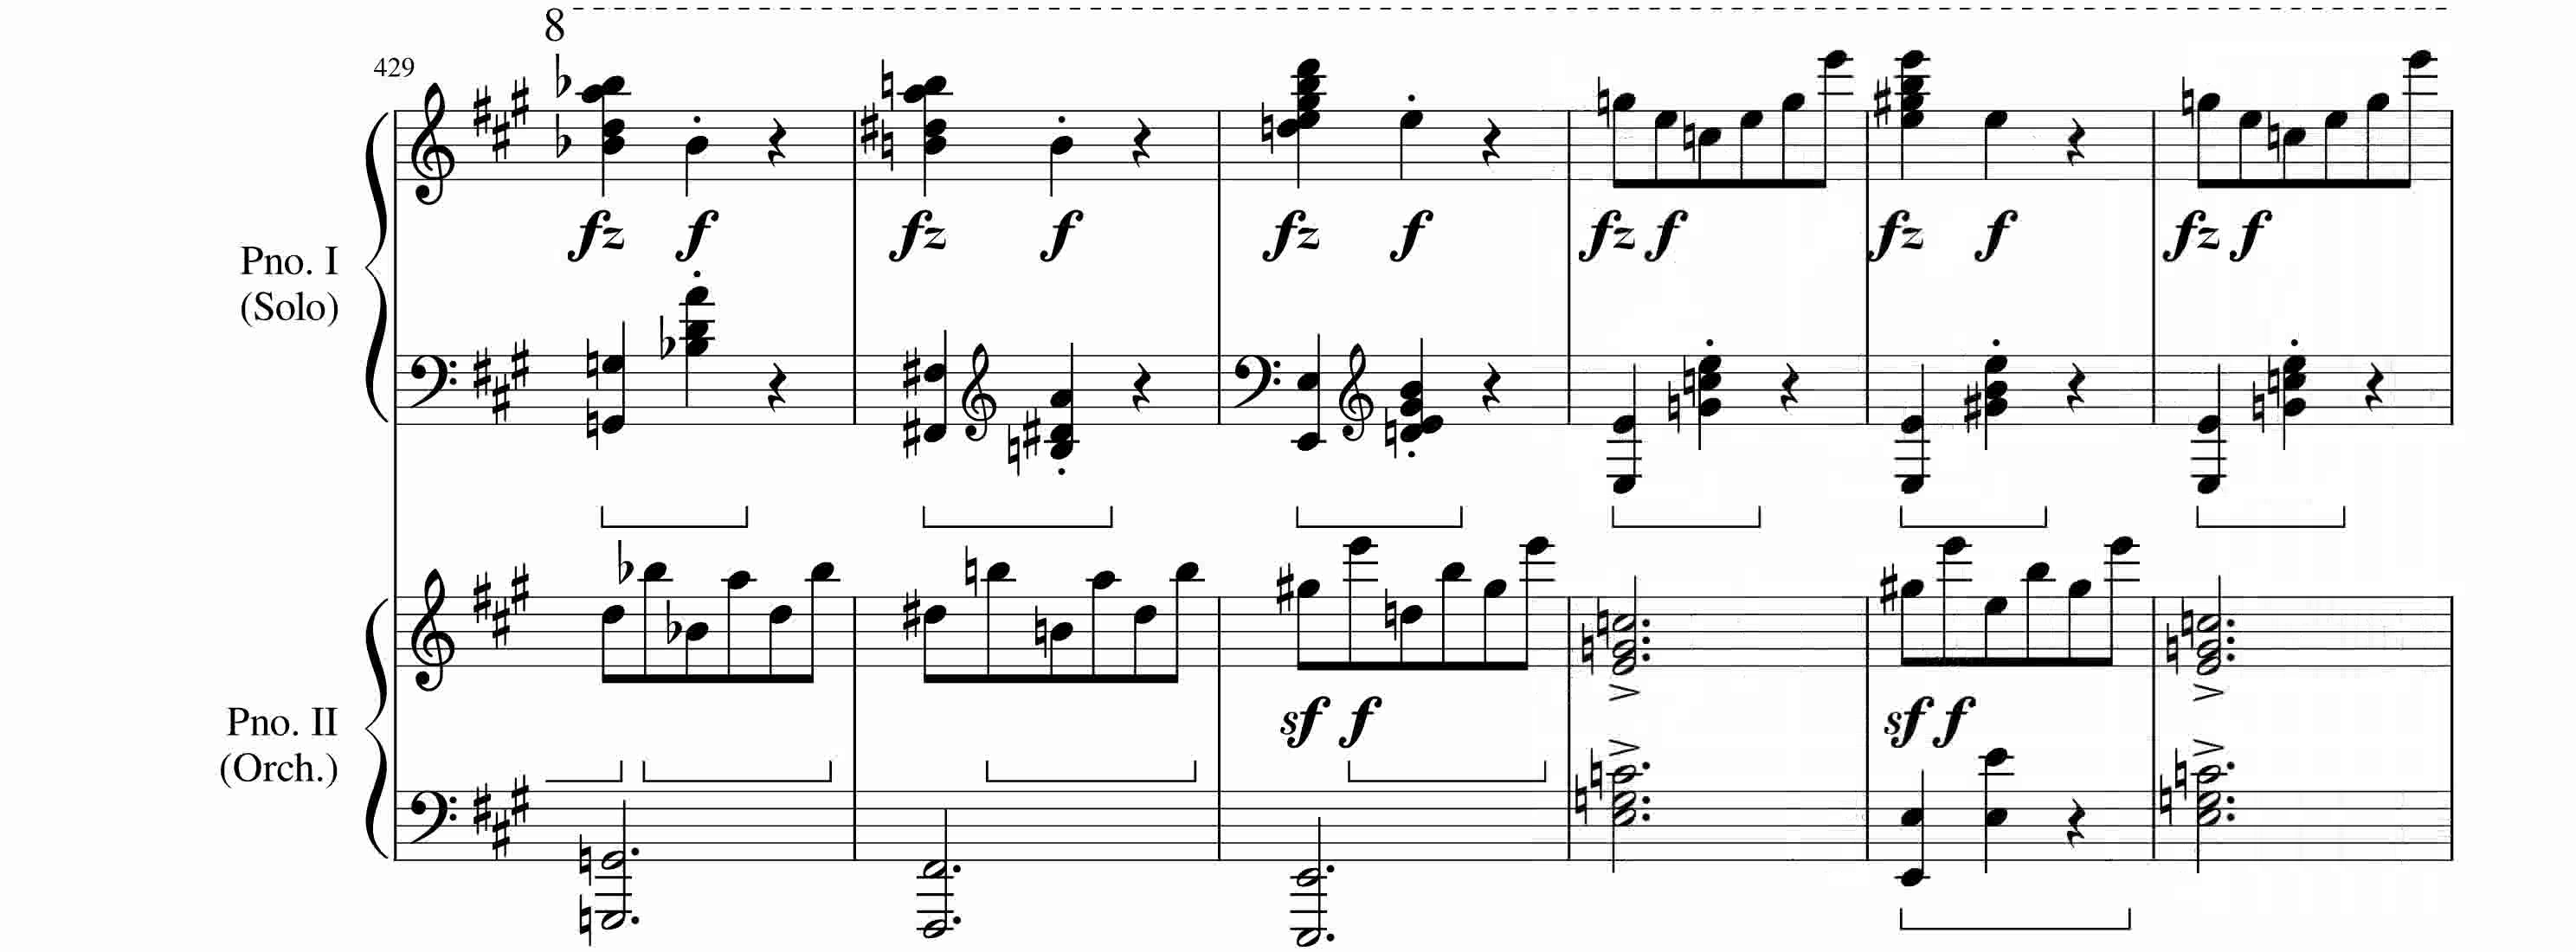 8
429
fz f fz f fz f fz f fz f fz f
Pno. I
(Solo)
sf f sf f
Pno. II
(Orch.)